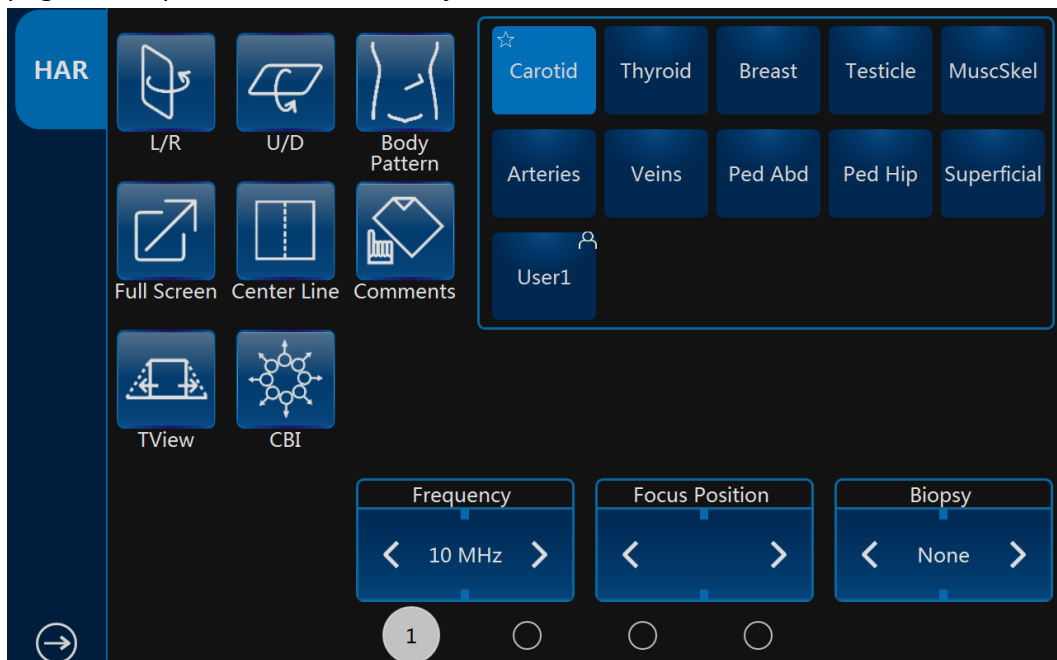 HAR
L/R
U/D
Body
Pattern
Full Screen
Center Line
Comments
TView
CBI
Carotid
Thyroid
Breast
Testicle
MuscSkel
Arteries
Veins
Ped Abd
Ped Hip
Superficial
User1
Frequency
10 MHz
Focus Position
Biopsy
None
1